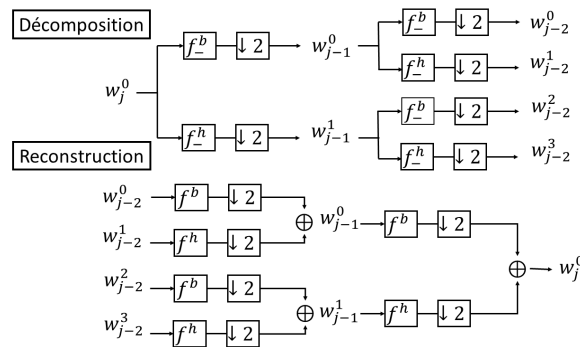 Décomposition
f_-^b ↓ 2 w_{j-2}^0
f_-^b ↓ 2 w_{j-1}^0
f_-^h ↓ 2 w_{j-2}^1
w_j^0
f_-^b ↓ 2 w_{j-2}^2
f_-^h ↓ 2 w_{j-1}^1
f_-^h ↓ 2 w_{j-2}^3
Reconstruction
w_{j-2}^0 f^b ↓ 2
⊕ w_{j-1}^0 f^b ↓ 2
w_{j-2}^1 f^h ↓ 2
⊕ w_j^0
w_{j-2}^2 f^b ↓ 2
⊕ w_{j-1}^1 f^h ↓ 2
w_{j-2}^3 f^h ↓ 2